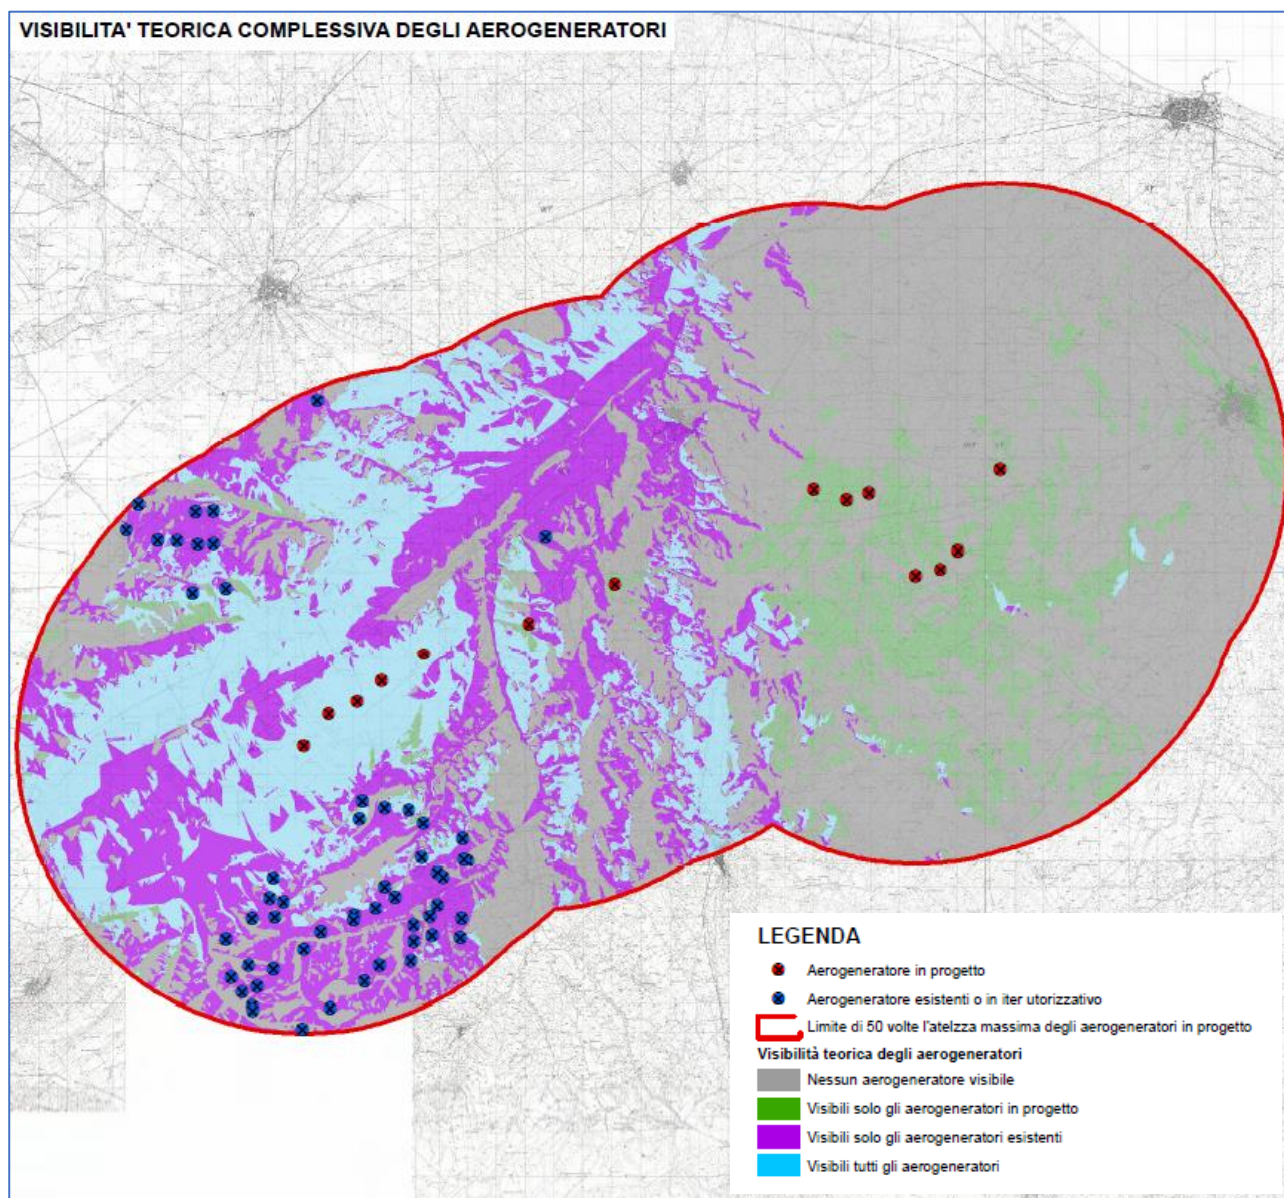 VISIBILITA' TEORICA COMPLESSIVA DEGLI AEROGENERATORI
LEGENDA
Aerogeneratore in progetto
Aerogeneratore esistenti o in iter utorizzativo
Limite di 50 volte l'atelzza massima degli aerogeneratori in progetto
Visibilità teorica degli aerogeneratori
Nessun aerogeneratore visibile
Visibili solo gli aerogeneratori in progetto
Visibili solo gli aerogeneratori esistenti
Visibili tutti gli aerogeneratori